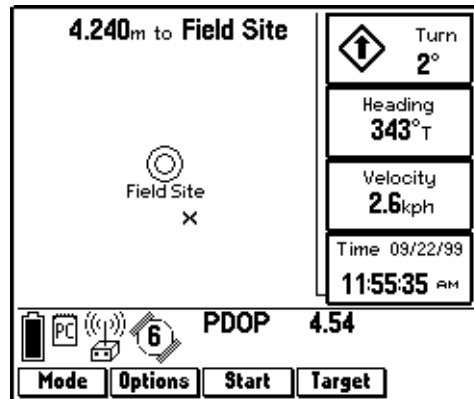 4.240m to Field Site
Turn
2°
Heading
343°T
Velocity
2.6kph
Time 09/22/99
11:55:35 AM
Field Site
PC
6
PDOP 4.54
Mode Options Start Target